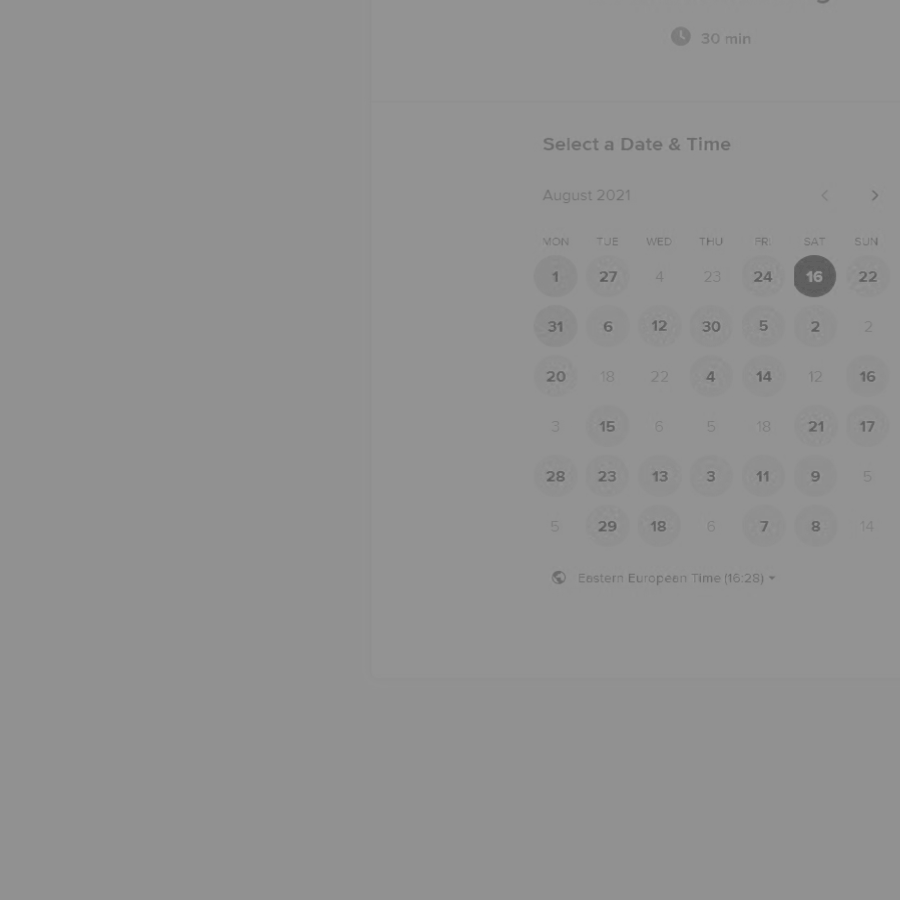 30 min
Select a Date & Time
August 2021
MON TUE WED THU FRI SAT SUN
1 27 4 23 24 16 22
31 6 12 30 5 2 2
20 18 22 4 14 12 16
3 15 6 5 18 21 17
28 23 13 3 11 9 5
5 29 18 6 7 8 14
Eastern European Time (16:28)